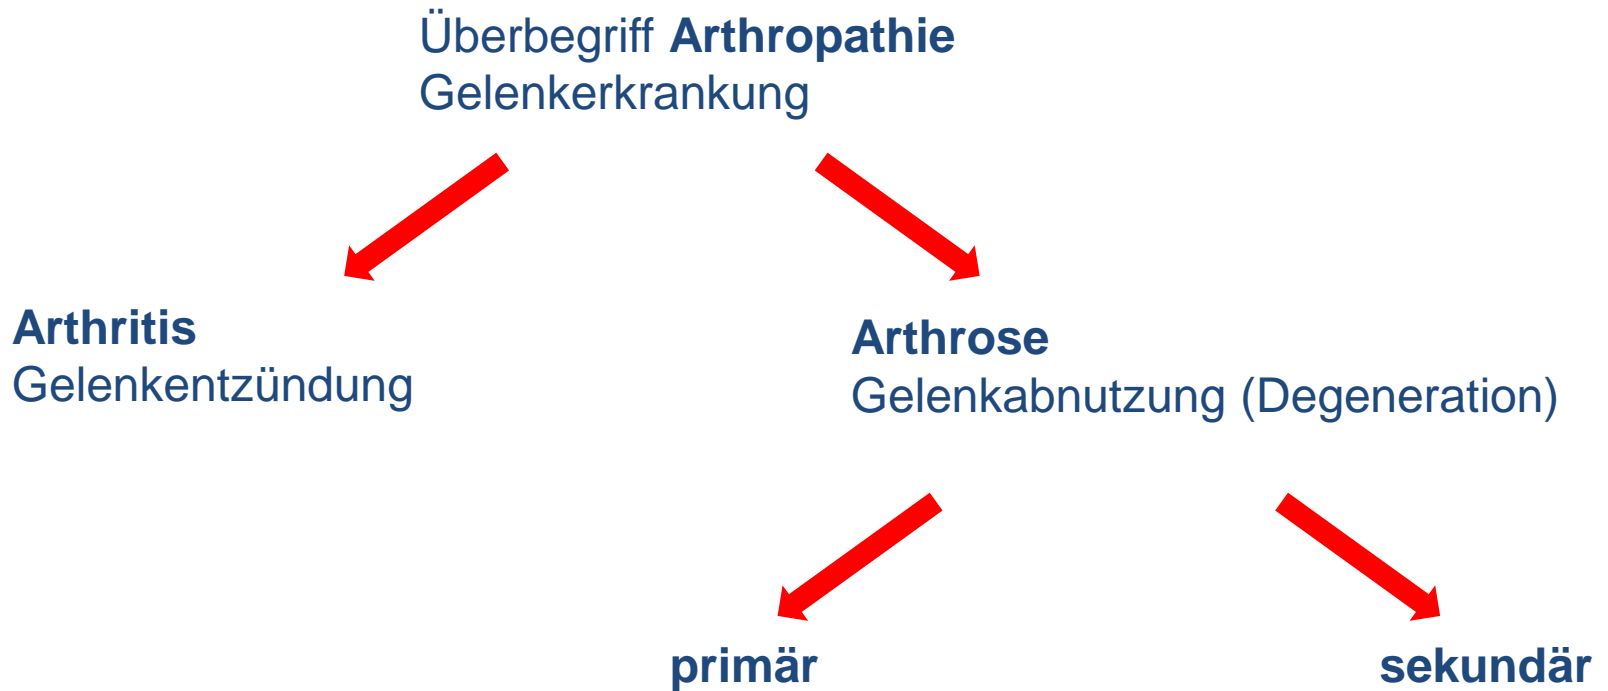 Überbegriff Arthropathie
Gelenkerkrankung
Arthritis
Gelenkentzündung
Arthrose
Gelenkabnutzung (Degeneration)
primär
sekundär